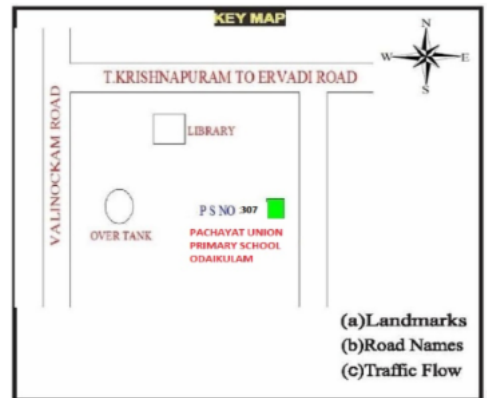 KEY MAP
N
W
E
S
T.KRISHNAPURAM TO ERVADI ROAD
VALINOCKAM ROAD
LIBRARY
OVER TANK
P S NO 307
PACHAYAT UNION
PRIMARY SCHOOL
ODAIKULAM
(a)Landmarks
(b)Road Names
(c)Traffic Flow